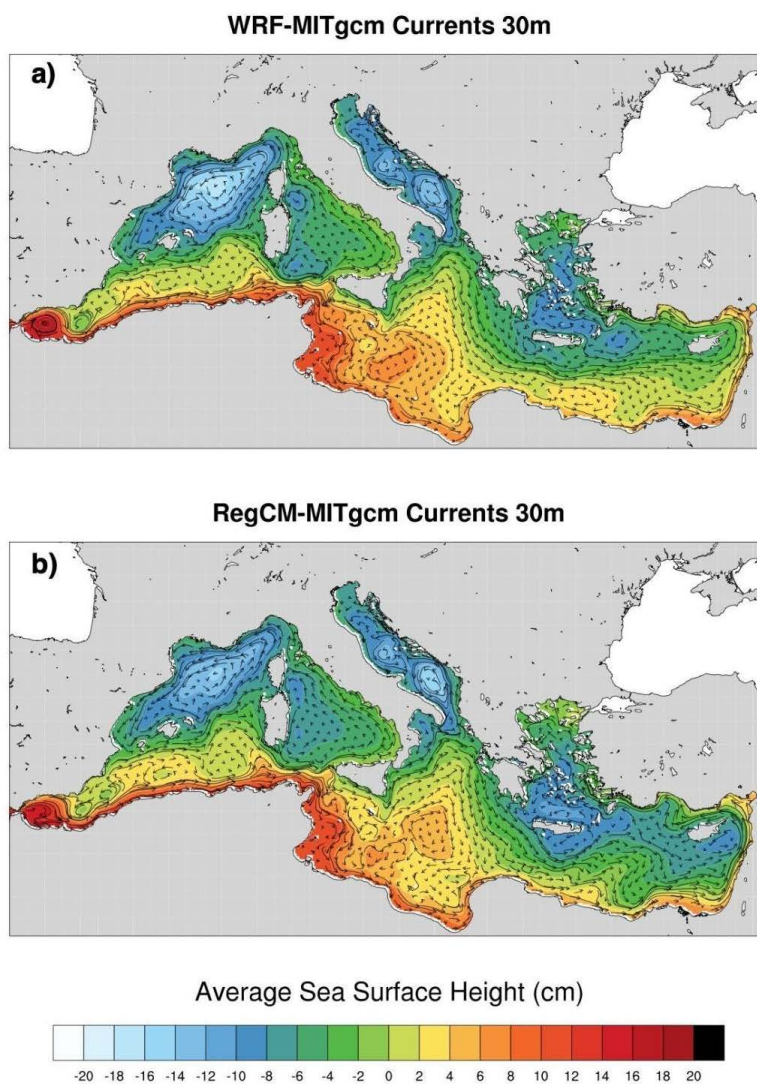 WRF-MITgcm Currents 30m
a)
RegCM-MITgcm Currents 30m
b)
Average Sea Surface Height (cm)
-20 -18 -16 -14 -12 -10 -8 -6 -4 -2 0 2 4 6 8 10 12 14 16 18 20